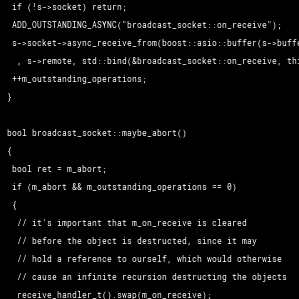 if (!s->socket) return;
ADD_OUTSTANDING_ASYNC("broadcast_socket::on_receive");
s->socket->async_receive_from(boost::asio::buffer(s->buffe
, s->remote, std::bind(&broadcast_socket::on_receive, thi
++m_outstanding_operations;
}
bool broadcast_socket::maybe_abort()
{
bool ret = m_abort;
if (m_abort && m_outstanding_operations == 0)
{
// it's important that m_on_receive is cleared
// before the object is destructed, since it may
// hold a reference to ourself, which would otherwise
// cause an infinite recursion destructing the objects
receive_handler_t().swap(m_on_receive);